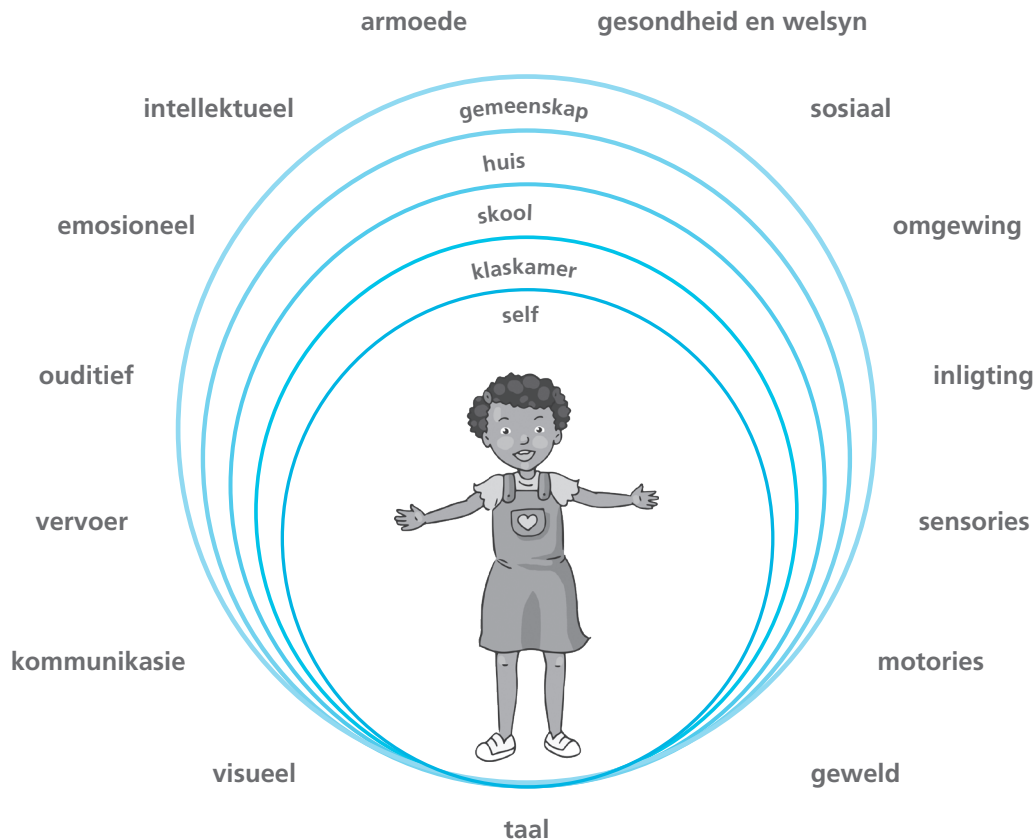 armoede gesondheid en welsyn
intellektueel gemeenskap sosiaal
huis
skool
emosioneel omgewing
klaskamer
self
ouditief inligting
vervoer sensories
kommunikasie motories
visueel geweld
taal